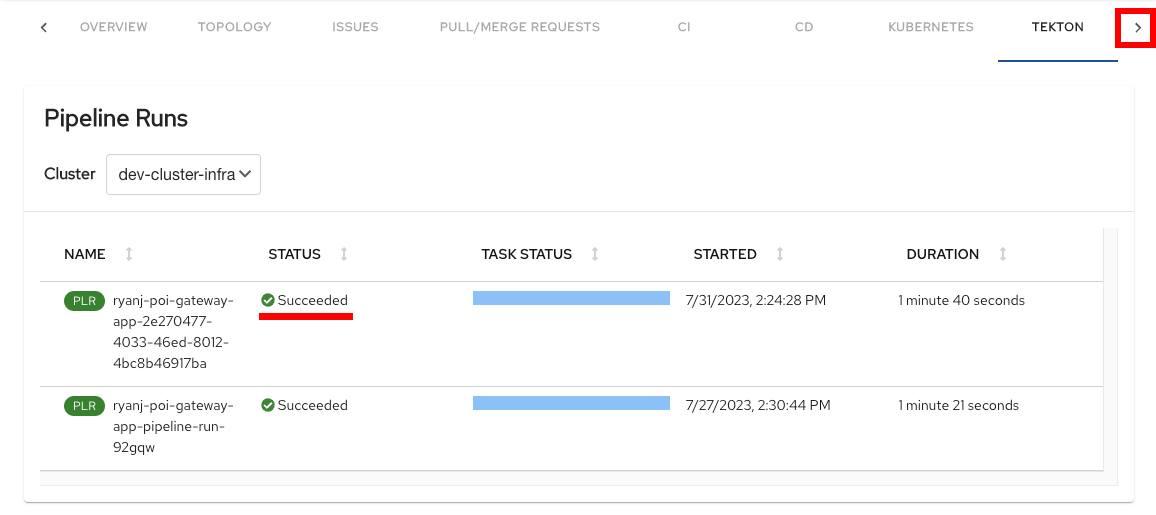 OVERVIEW TOPOLOGY ISSUES PULL/MERGE REQUESTS CI CD KUBERNETES TEKTON
Pipeline Runs
Cluster dev-cluster-infra
NAME STATUS TASK STATUS STARTED DURATION
PLR ryanj-poi-gateway- Succeeded 7/31/2023, 2:24:28 PM 1 minute 40 seconds
app-2e270477-
4033-46ed-8012-
4bc8b46917ba
PLR ryanj-poi-gateway- Succeeded 7/27/2023, 2:30:44 PM 1 minute 21 seconds
app-pipeline-run-
92gqw